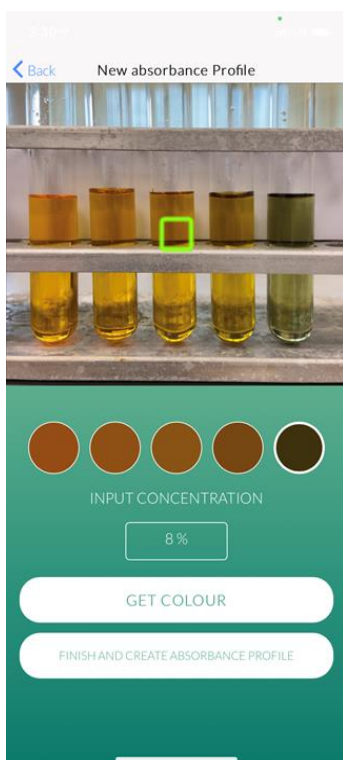 Back
New absorbance Profile
INPUT CONCENTRATION
8 %
GET COLOUR
FINISH AND CREATE ABSORBANCE PROFILE